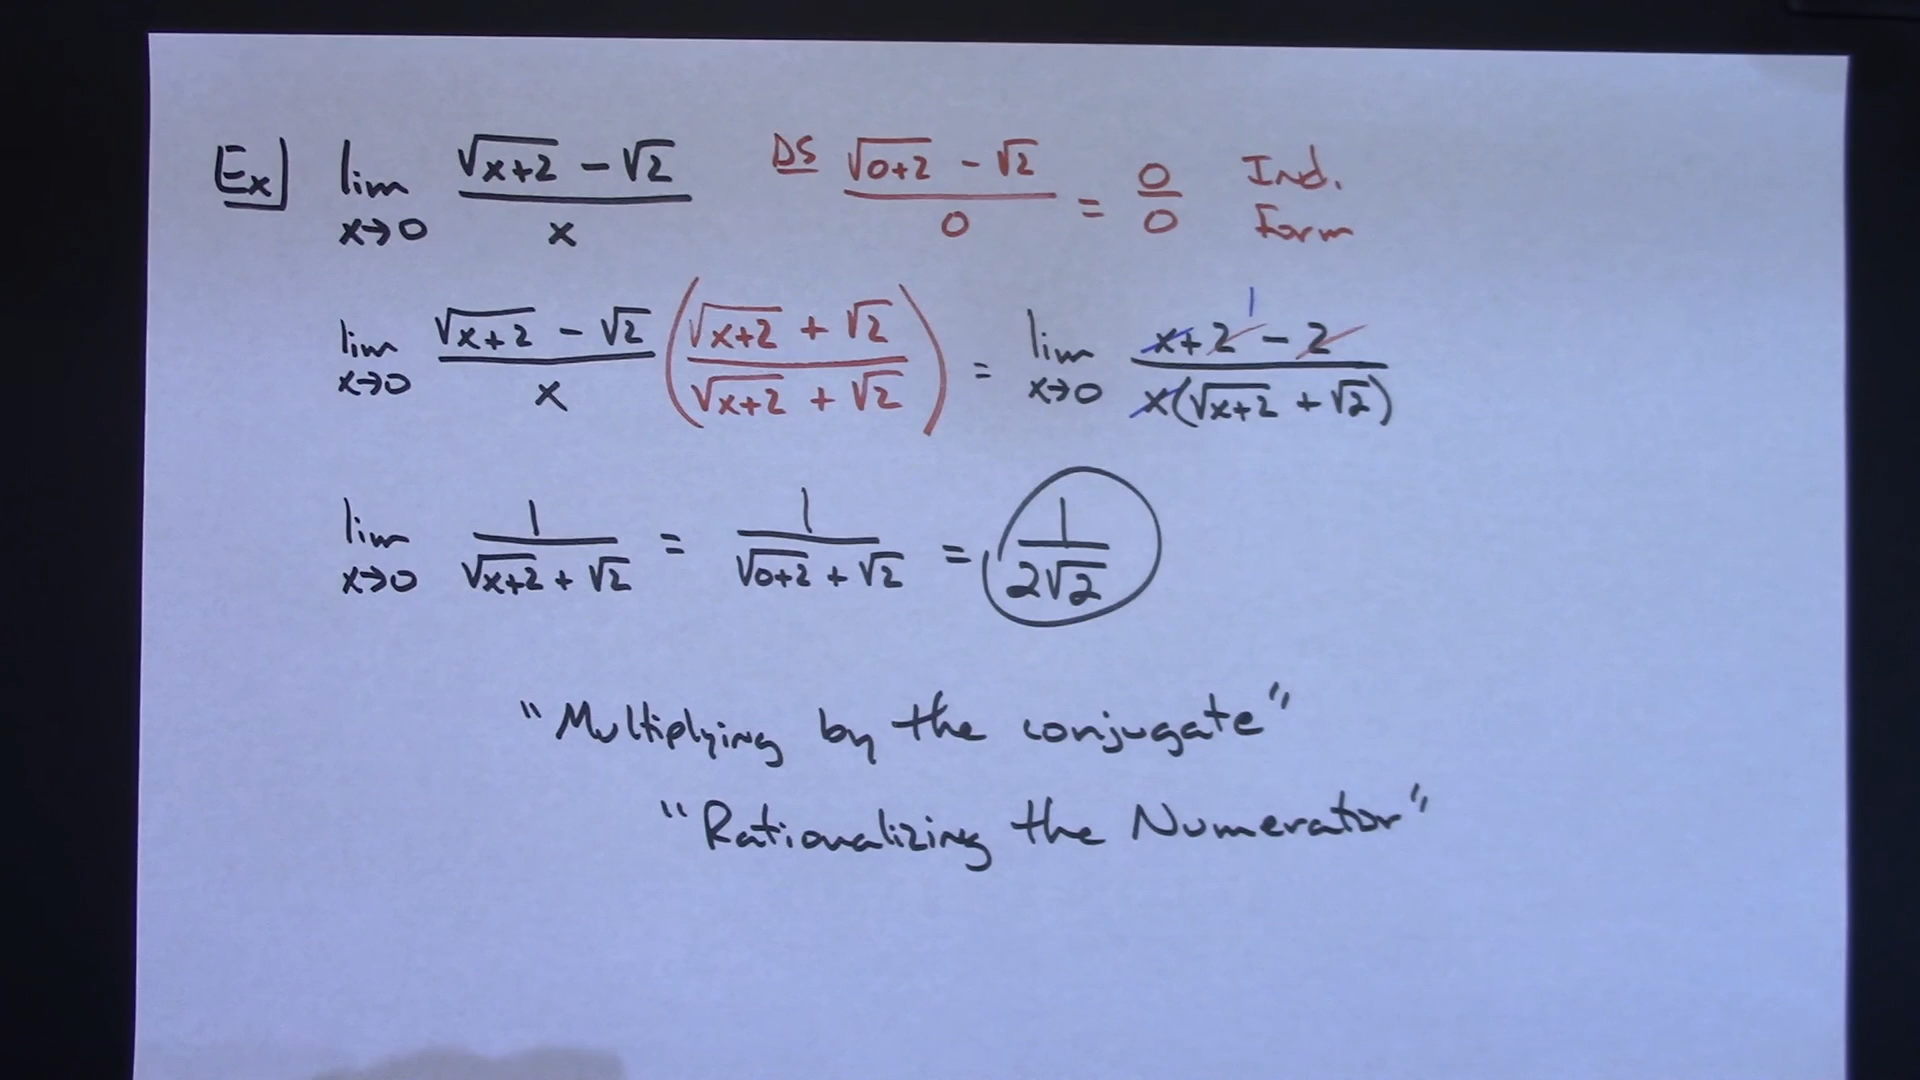 Ex lim x→0 (√(x+2) - √2)/x DS (√(0+2) - √2)/0 = 0/0 Ind. Form
lim x→0 (√(x+2) - √2)/x ((√(x+2) + √2)/(√(x+2) + √2)) = lim x→0 (x+2-2)/(x(√(x+2) + √2)) 1
lim x→0 1/(√(x+2) + √2) = 1/(√(0+2) + √2) = 1/(2√2)
"Multiplying by the conjugate"
"Rationalizing the Numerator"